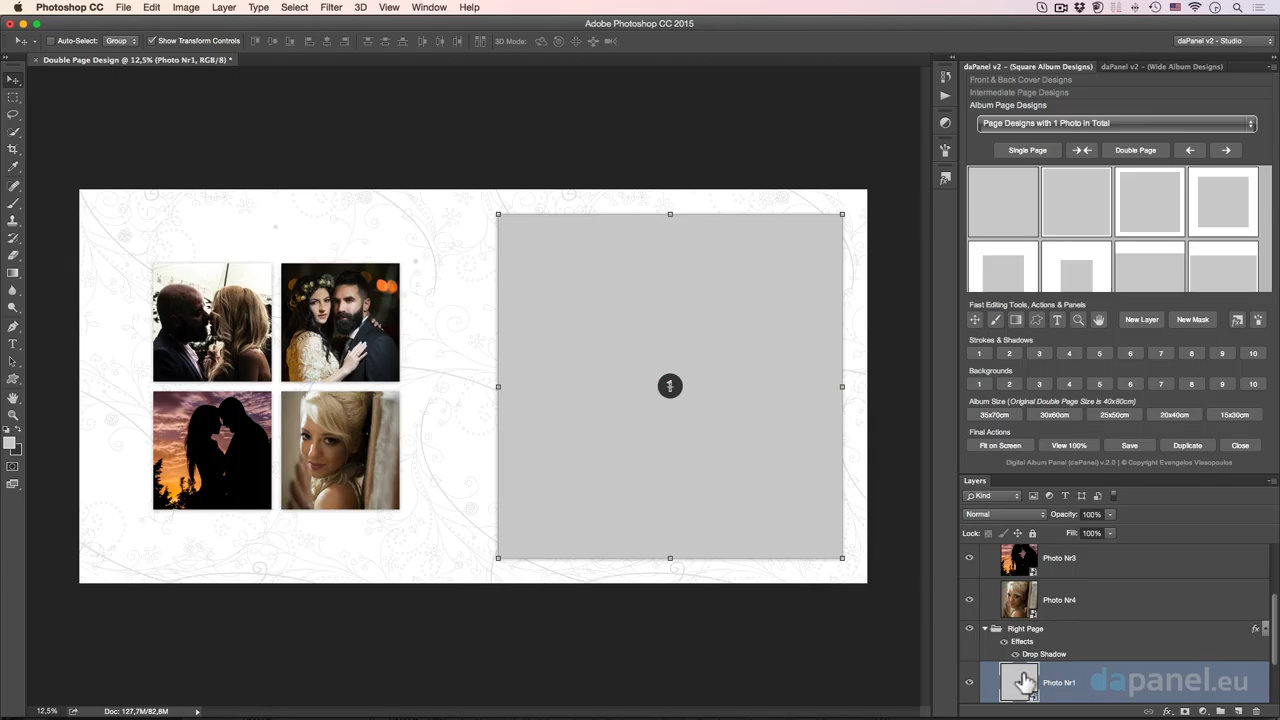 Photoshop CC File Edit Image Layer Type Select Filter 3D View Window Help
Adobe Photoshop CC 2015
Auto-Select: Group Show Transform Controls 3D Mode: daPanel v2 - Studio
× Double Page Design @ 12,5% (Photo Nr1, RGB/8) *
daPanel v2 - (Square Album Designs) daPanel v2 - (Wide Album Designs)
Front & Back Cover Designs
Intermediate Page Designs
Album Page Designs
Page Designs with 1 Photo in Total
Single Page Double Page
Fast Editing Tools, Actions & Panels
New Layer New Mask
Strokes & Shadows
1 2 3 4 5 6 7 8 9 10
Backgrounds
1 2 3 4 5 6 7 8 9 10
Album Size (Original Double Page Size is 40x80cm)
35x70cm 30x60cm 25x50cm 20x40cm 15x30cm
Final Actions
Fit on Screen View 100% Save Duplicate Close
Digital Album Panel (daPanel) v.2.0 | © Copyright Evangelos Vlssopoulos
Layers
Kind
Normal Opacity: 100%
Lock: Fill: 100%
Photo Nr3
Photo Nr4
Right Page fx
Effects
Drop Shadow
Photo Nr1
dapanel.eu
1
12,5% Doc: 127,7M/82,8M